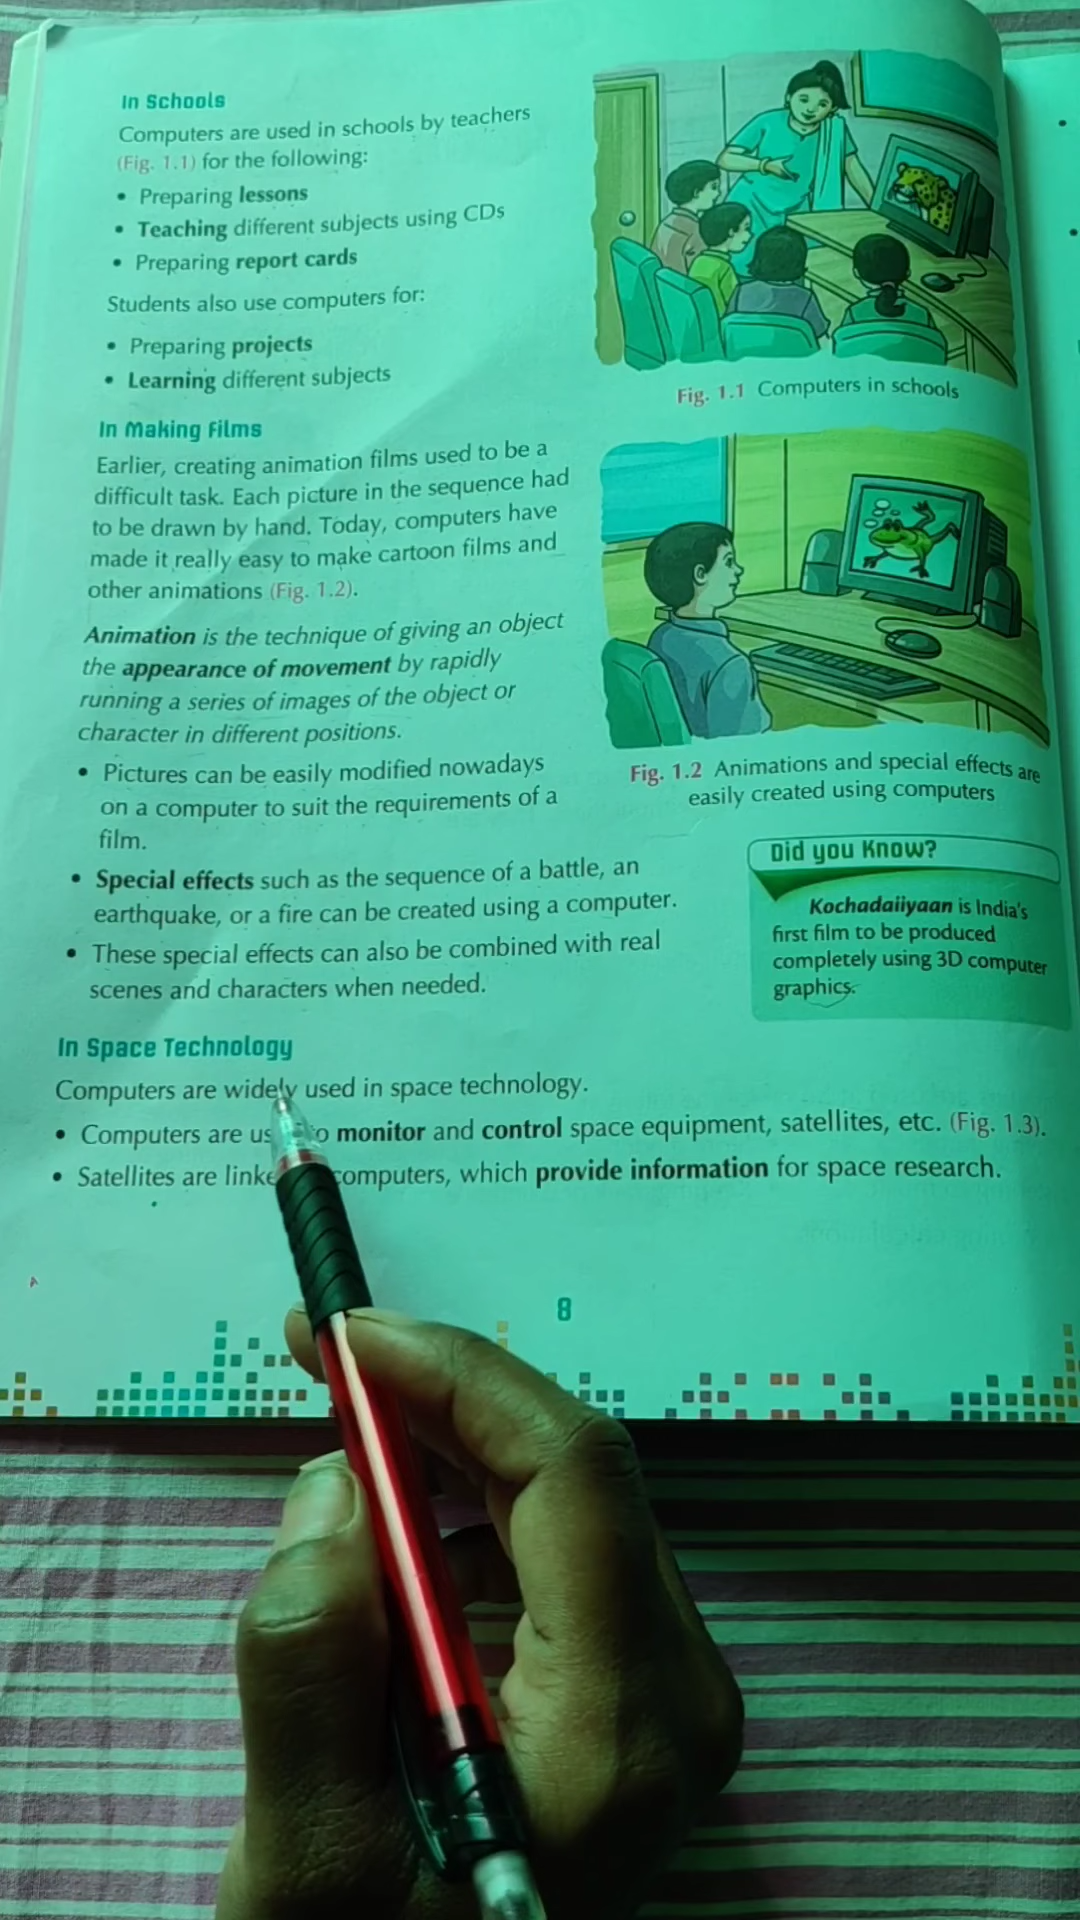 In Schools
Computers are used in schools by teachers
(Fig. 1.1) for the following:
• Preparing lessons
• Teaching different subjects using CDs
• Preparing report cards
Students also use computers for:
• Preparing projects
• Learning different subjects
Fig. 1.1 Computers in schools
In Making Films
Earlier, creating animation films used to be a
difficult task. Each picture in the sequence had
to be drawn by hand. Today, computers have
made it really easy to make cartoon films and
other animations (Fig. 1.2).
Animation is the technique of giving an object
the appearance of movement by rapidly
running a series of images of the object or
character in different positions.
• Pictures can be easily modified nowadays
on a computer to suit the requirements of a
film.
Fig. 1.2 Animations and special effects are
easily created using computers
• Special effects such as the sequence of a battle, an
earthquake, or a fire can be created using a computer.
• These special effects can also be combined with real
scenes and characters when needed.
Did you Know?
Kochadaiiyaan is India's
first film to be produced
completely using 3D computer
graphics.
In Space Technology
Computers are widely used in space technology.
• Computers are monitor and control space equipment, satellites, etc. (Fig. 1.3).
• Satellites are computers, which provide information for space research.
8